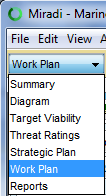 Miradi - Marin
File Edit View
Work Plan
Summary
Diagram
Target Viability
Threat Ratings
Strategic Plan
Work Plan
Reports